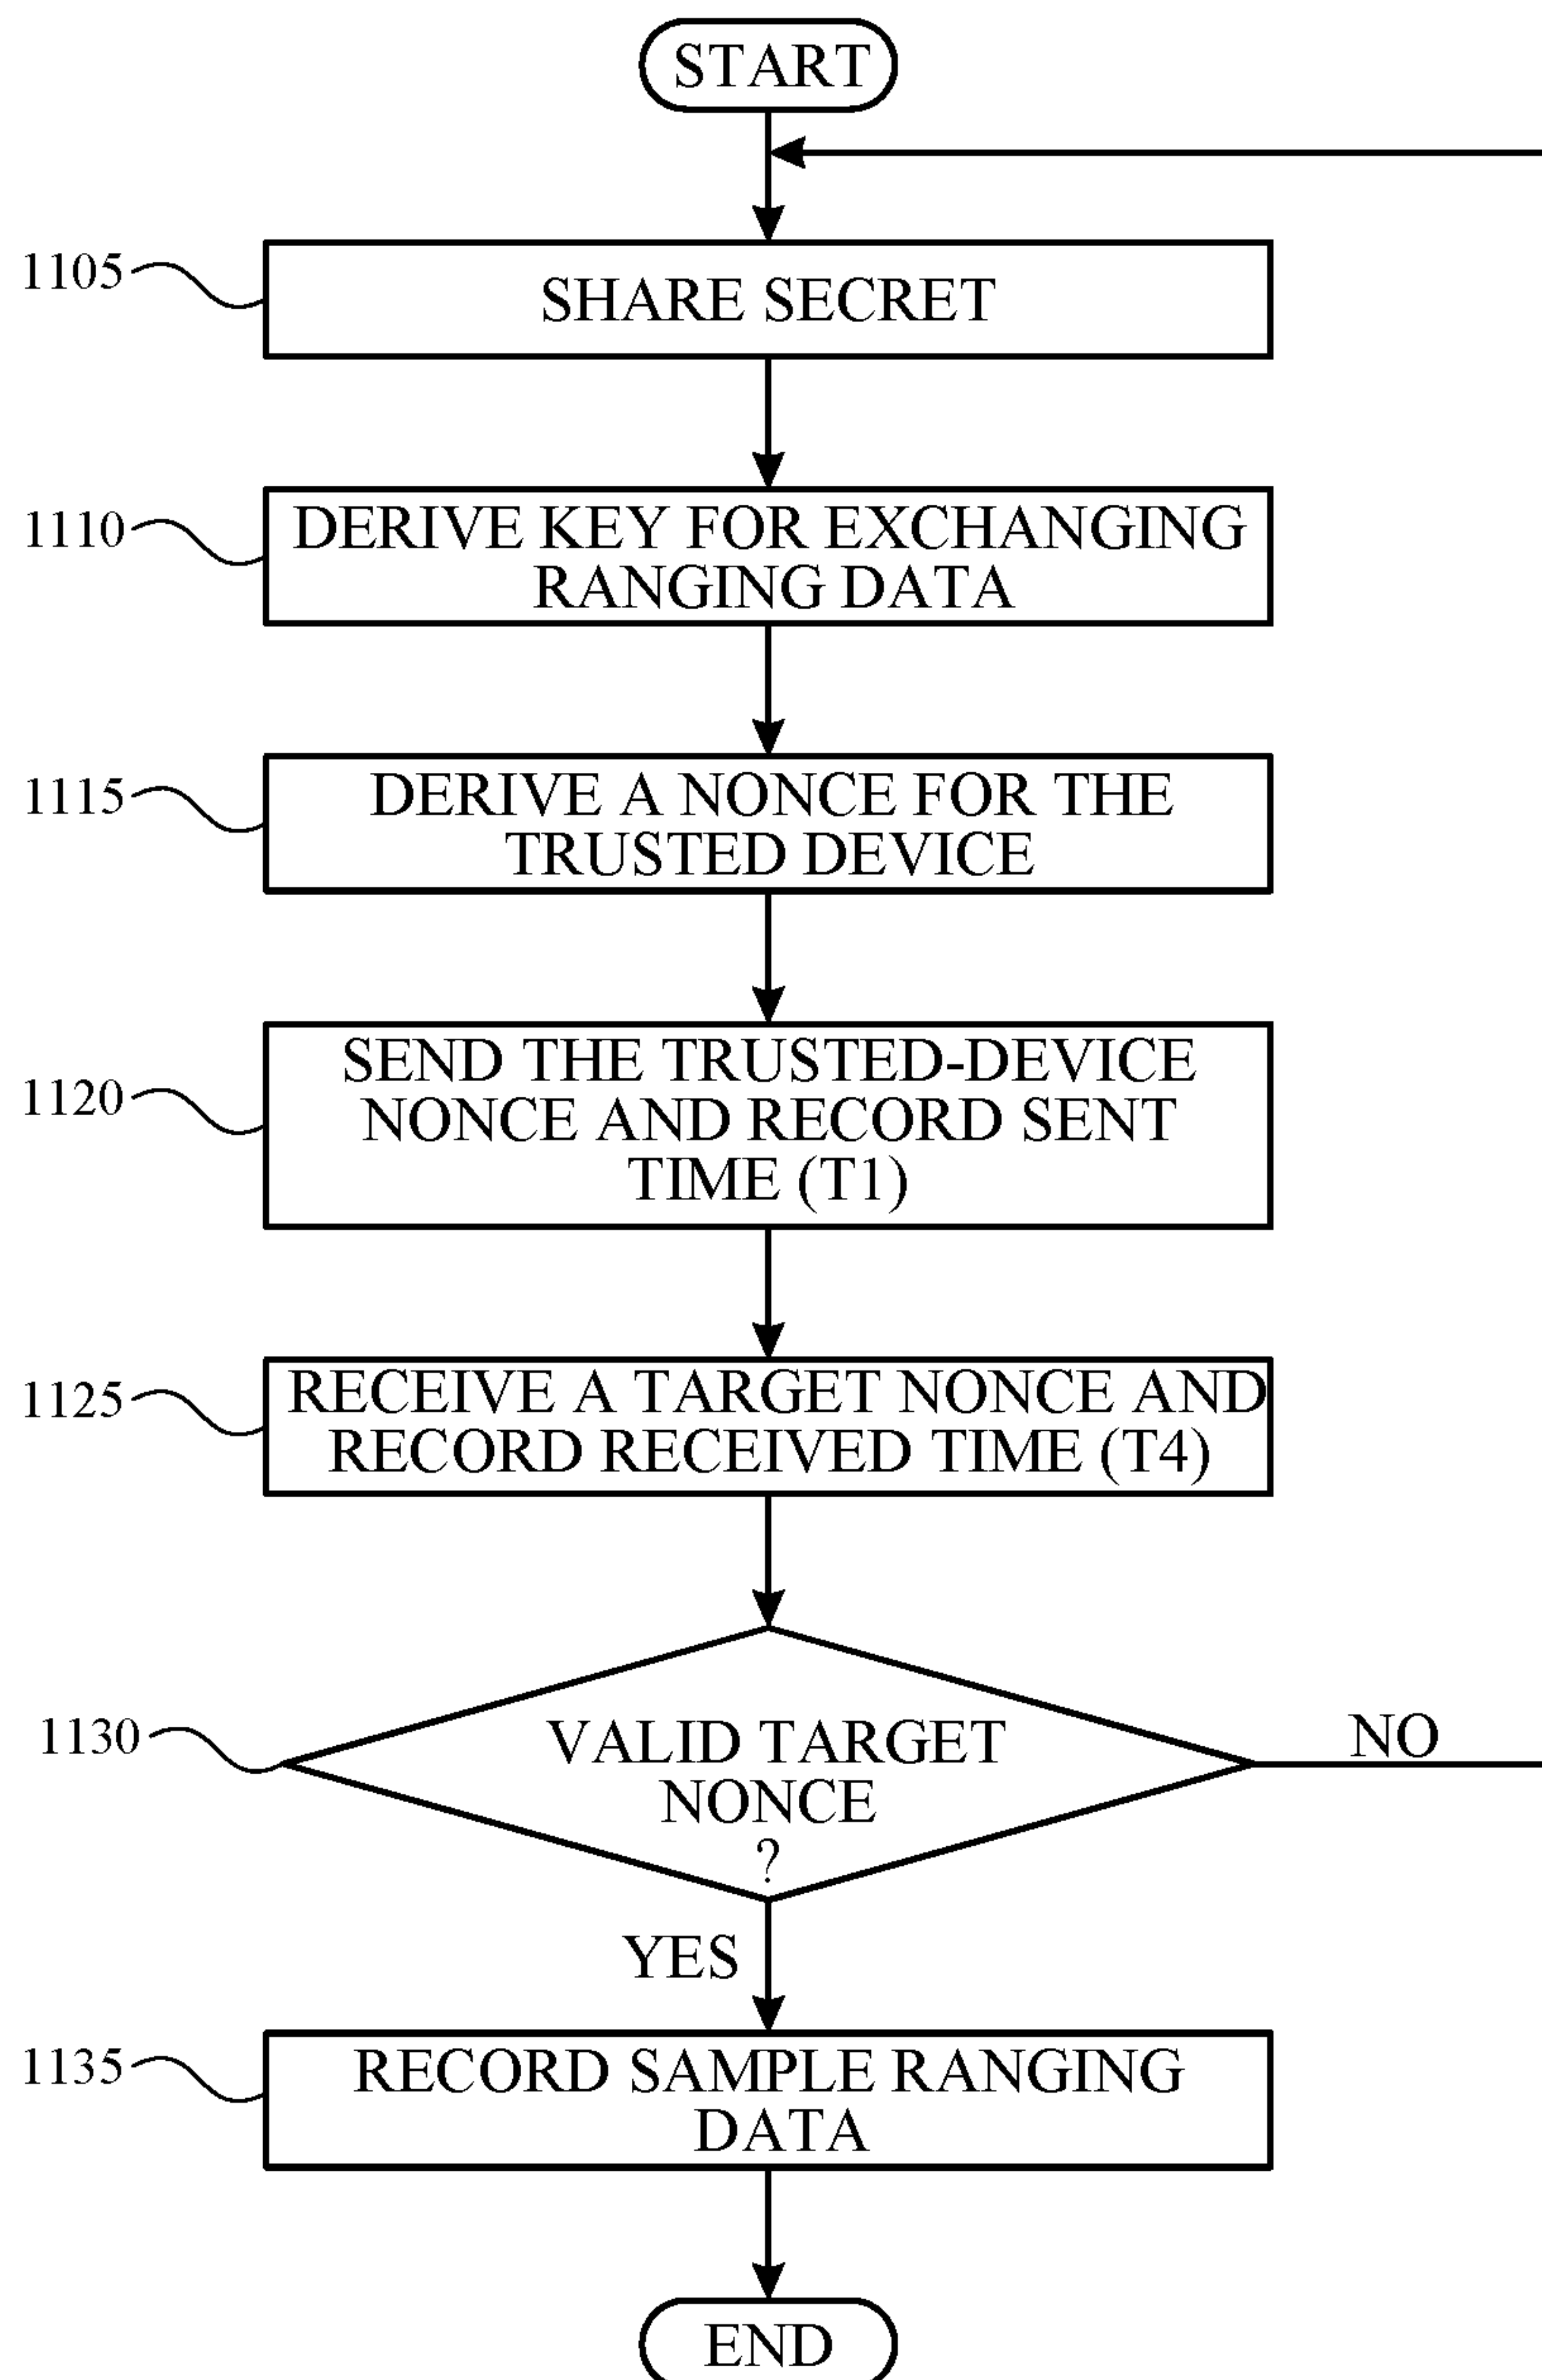 START
1105
SHARE SECRET
1110
DERIVE KEY FOR EXCHANGING
RANGING DATA
1115
DERIVE A NONCE FOR THE
TRUSTED DEVICE
1120
SEND THE TRUSTED-DEVICE
NONCE AND RECORD SENT
TIME (T1)
1125
RECEIVE A TARGET NONCE AND
RECORD RECEIVED TIME (T4)
1130
VALID TARGET
NONCE
?
NO
YES
1135
RECORD SAMPLE RANGING
DATA
END